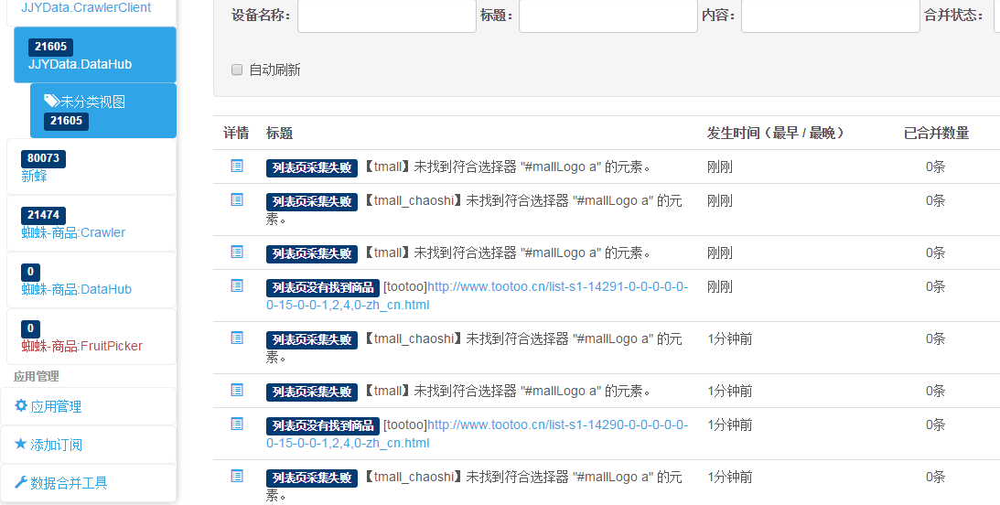 JJYData.CrawlerClient
21605
JJYData.DataHub
未分类视图
21605
80073
新蜂
21474
蜘蛛-商品:Crawler
0
蜘蛛-商品:DataHub
0
蜘蛛-商品:FruitPicker
应用管理
应用管理
添加订阅
数据合并工具
设备名称: 标题: 内容: 合并状态:
自动刷新
详情 标题 发生时间（最早 / 最晚） 已合并数量
列表页采集失败 【tmall】未找到符合选择器 "#mallLogo a" 的元素。 刚刚 0条
列表页采集失败 【tmall_chaoshi】未找到符合选择器 "#mallLogo a" 的元 刚刚 0条
素。
列表页采集失败 【tmall】未找到符合选择器 "#mallLogo a" 的元素。 刚刚 0条
列表页没有找到商品 [tootoo]http://www.tootoo.cn/list-s1-14291-0-0-0-0-0- 刚刚 0条
0-15-0-0-1,2,4,0-zh_cn.html
列表页采集失败 【tmall_chaoshi】未找到符合选择器 "#mallLogo a" 的元 1分钟前 0条
素。
列表页采集失败 【tmall】未找到符合选择器 "#mallLogo a" 的元素。 1分钟前 0条
列表页没有找到商品 [tootoo]http://www.tootoo.cn/list-s1-14290-0-0-0-0-0- 1分钟前 0条
0-15-0-0-1,2,4,0-zh_cn.html
列表页采集失败 【tmall_chaoshi】未找到符合选择器 "#mallLogo a" 的元 1分钟前 0条
素。